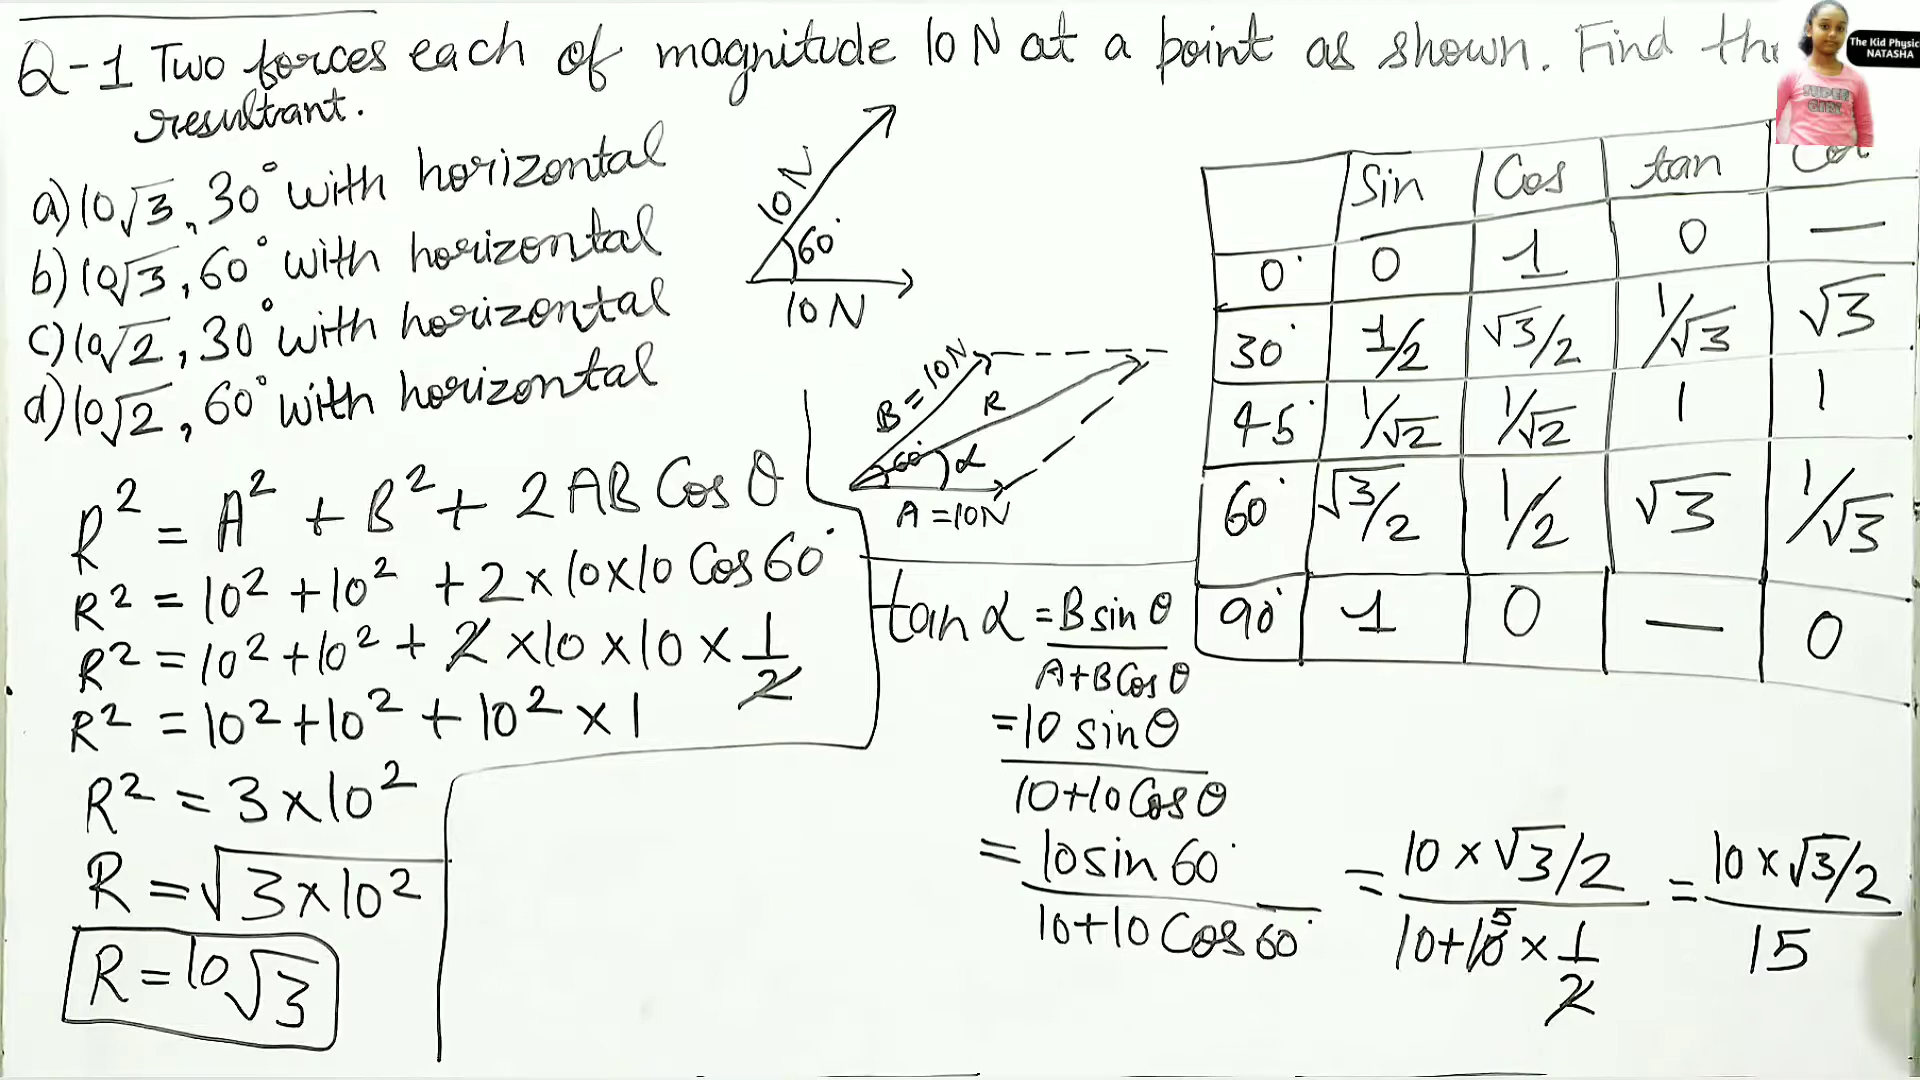 Q-1 Two forces each of magnitude 10 N at a point as shown. Find the
resultant.
a) 10√3, 30° with horizontal
b) 10√3, 60° with horizontal
c) 10√2, 30° with horizontal
d) 10√2, 60° with horizontal
10 N
60°
10 N
B = 10N
R
60°
α
A = 10N
R² = A² + B² + 2 AB Cos θ
R² = 10² + 10² + 2 × 10 × 10 Cos 60°
R² = 10² + 10² + 2 × 10 × 10 × 1/2
R² = 10² + 10² + 10² × 1
R² = 3 × 10²
R = √3 × 10²
R = 10√3
tan α = B sin θ / A + B Cos θ
= 10 sin θ / 10 + 10 Cos θ
= 10 sin 60° / 10 + 10 Cos 60° = 10 × √3/2 / 10 + 10 5 × 1/2 = 10 × √3/2 / 15
Sin Cos tan Cot
0° 0 1 0 —
30° 1/2 √3/2 1/√3 √3
45° 1/√2 1/√2 1 1
60° √3/2 1/2 √3 1/√3
90° 1 0 — 0
The Kid Physic
NATASHA
SUPER
GIRL